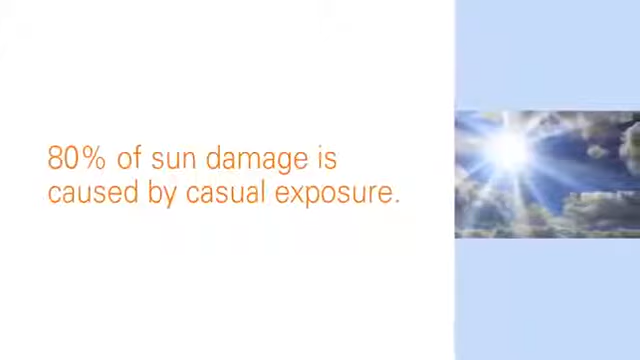 80% of sun damage is
caused by casual exposure.